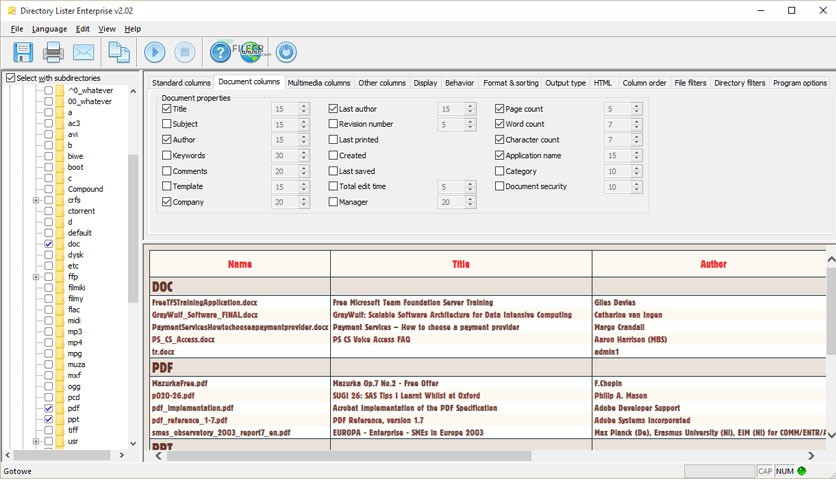 Directory Lister Enterprise v2.02
File Language Edit View Help
FILECR
.com
Select with subdirectories
^0_whatever
00_whatever
a
ac3
avi
b
biwe
boot
c
Compound
crfs
ctorrent
d
default
doc
dysk
etc
ffp
filmiki
filmy
flac
midi
mp3
mp4
mpg
muza
mxf
ogg
pcd
pdf
ppt
tiff
usr
Standard columns Document columns Multimedia columns Other columns Display Behavior Format & sorting Output type HTML Column order File filters Directory filters Program options
Document properties
Title 15 Last author 15 Page count 5
Subject 15 Revision number 5 Word count 7
Author 15 Last printed Character count 7
Keywords 30 Created Application name 15
Comments 20 Last saved Category 10
Template 15 Total edit time 5 Document security 10
Company 20 Manager 20
Name Title Author
DOC
FreeTFSTrainingApplication.docx Free Microsoft Team Foundation Server Training Giles Davies
GrayWulf_Software_FINAL.docx GrayWulf: Scalable Software Architecture for Data Intensive Computing Catherine van Ingen
PaymentServicesHowtochooseapaymentprovider.docx Payment Services – How to choose a payment provider Margo Crandall
PS_CS_Access.docx PS CS Voice Access FAQ Aaron Harrison (MBS)
tr.docx admin1
PDF
MazurkaFree.pdf Mazurka Op.7 No.2 - Free Offer F.Chopin
p020-26.pdf SUGI 26: SAS Tips I Learnt Whilst at Oxford Philip A. Mason
pdf_implementation.pdf Acrobat Implementation of the PDF Specification Adobe Developer Support
pdf_reference_1-7.pdf PDF Reference, version 1.7 Adobe Systems Incorporated
smes_observatory_2003_report7_en.pdf EUROPA - Enterprise - SMEs in Europe 2003 Max Planck (De), Erasmus University (Nl), EIM (Nl) for COMM/ENTR/
PPT
Gotowe CAP NUM